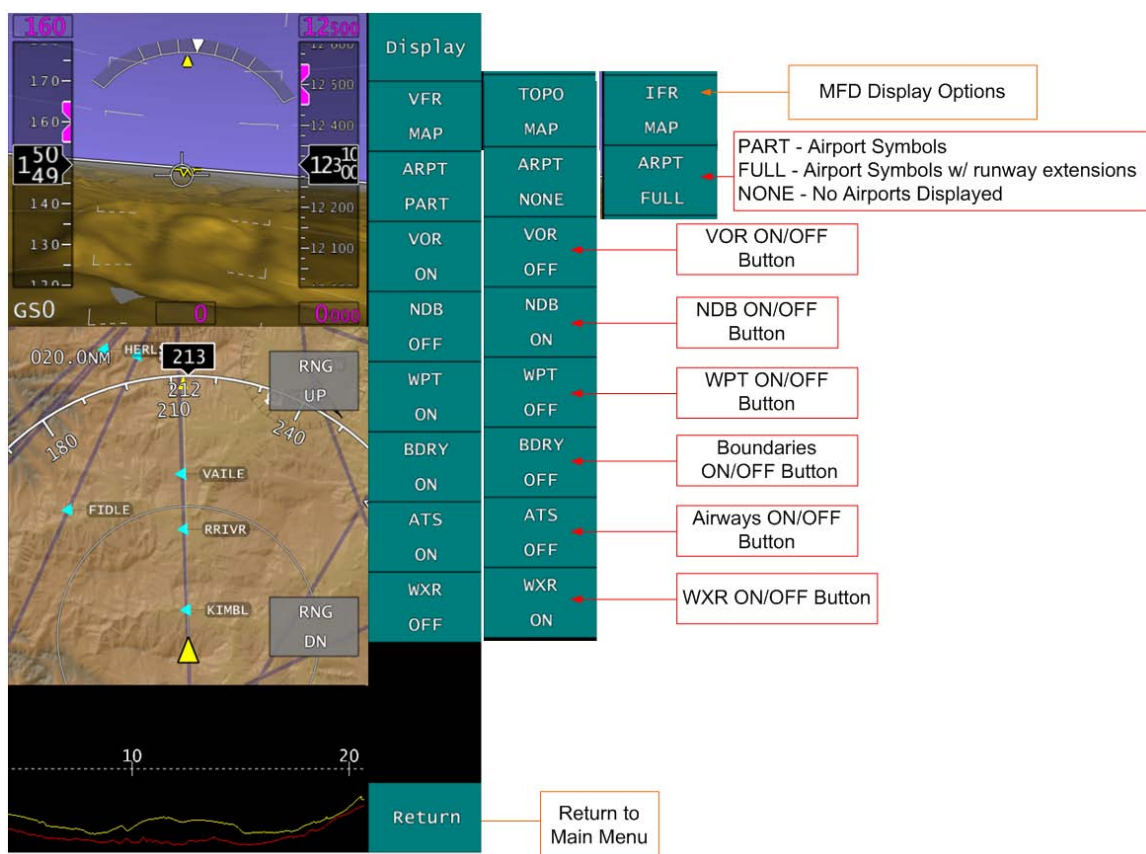 160
12500
170
160
150
49
140
130
12 500
12 400
12310
00
12 200
12 100
GS0
0
0000
020.0NM
213
212
210
180
240
RNG
UP
VAILE
FIDLE
RRIVR
KIMBL
RNG
DN
10
20
Display
VFR
MAP
ARPT
PART
VOR
ON
NDB
OFF
WPT
ON
BDRY
ON
ATS
ON
WXR
OFF
Return
TOPO
MAP
ARPT
NONE
VOR
OFF
NDB
ON
WPT
OFF
BDRY
OFF
ATS
OFF
WXR
ON
IFR
MAP
ARPT
FULL
MFD Display Options
PART - Airport Symbols
FULL - Airport Symbols w/ runway extensions
NONE - No Airports Displayed
VOR ON/OFF
Button
NDB ON/OFF
Button
WPT ON/OFF
Button
Boundaries
ON/OFF Button
Airways ON/OFF
Button
WXR ON/OFF Button
Return to
Main Menu